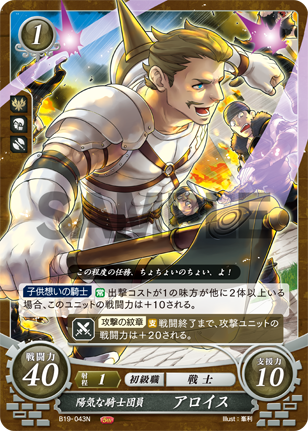 1
SAMPLE
この程度の任務、ちょちょいのちょい、よ!
子供想いの騎士 常 出撃コストが1の味方が他に2体以上いる場合、このユニットの戦闘力は+10される。
攻撃の紋章 支 戦闘終了まで、攻撃ユニットの戦闘力は+20される。
戦闘力
40
射程 1 初級職 戦士
支援力
10
陽気な騎士団員 アロイス
B19-043N
Illust:峯利